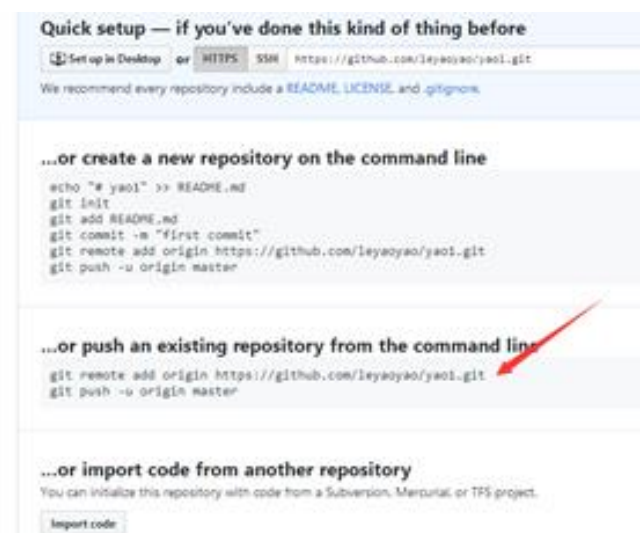 Quick setup — if you've done this kind of thing before
Set up in Desktop or HTTPS SSH https://github.com/leyaoyao/yao1.git
We recommend every repository include a README, LICENSE, and .gitignore.
...or create a new repository on the command line
echo "# yao1" >> README.md
git init
git add README.md
git commit -m "first commit"
git remote add origin https://github.com/leyaoyao/yao1.git
git push -u origin master
...or push an existing repository from the command line
git remote add origin https://github.com/leyaoyao/yao1.git
git push -u origin master
...or import code from another repository
You can initialize this repository with code from a Subversion, Mercurial, or TFS project.
Import code